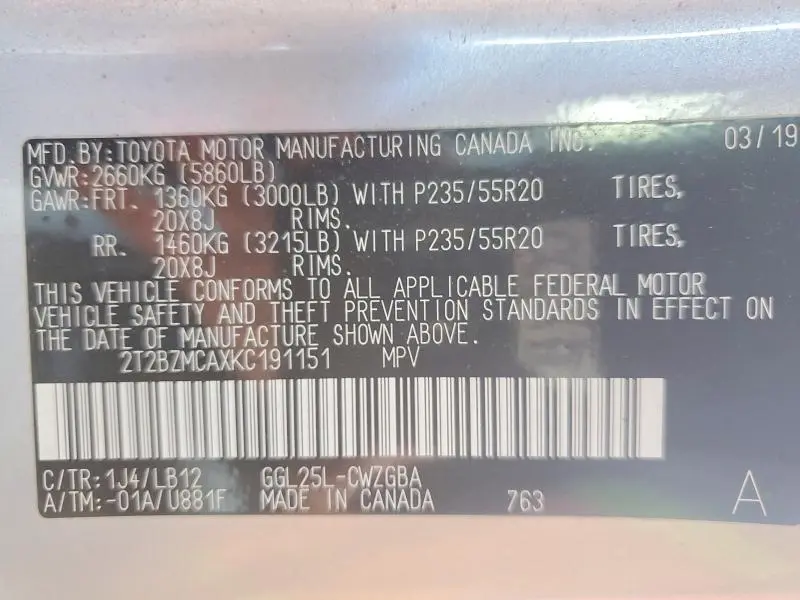 MFD.BY:TOYOTA MOTOR MANUFACTURING CANADA INC. 03/19
GVWR:2660KG (5860LB)
GAWR:FRT. 1360KG (3000LB) WITH P235/55R20 TIRES,
20X8J RIMS.
RR. 1460KG (3215LB) WITH P235/55R20 TIRES,
20X8J RIMS.
THIS VEHICLE CONFORMS TO ALL APPLICABLE FEDERAL MOTOR
VEHICLE SAFETY AND THEFT PREVENTION STANDARDS IN EFFECT ON
THE DATE OF MANUFACTURE SHOWN ABOVE.
2T2BZMCAXKC191151 MPV
C/TR:1J4/LB12 GGL25L-CWZGBA
A/TM:-01A/U881F MADE IN CANADA 763 A